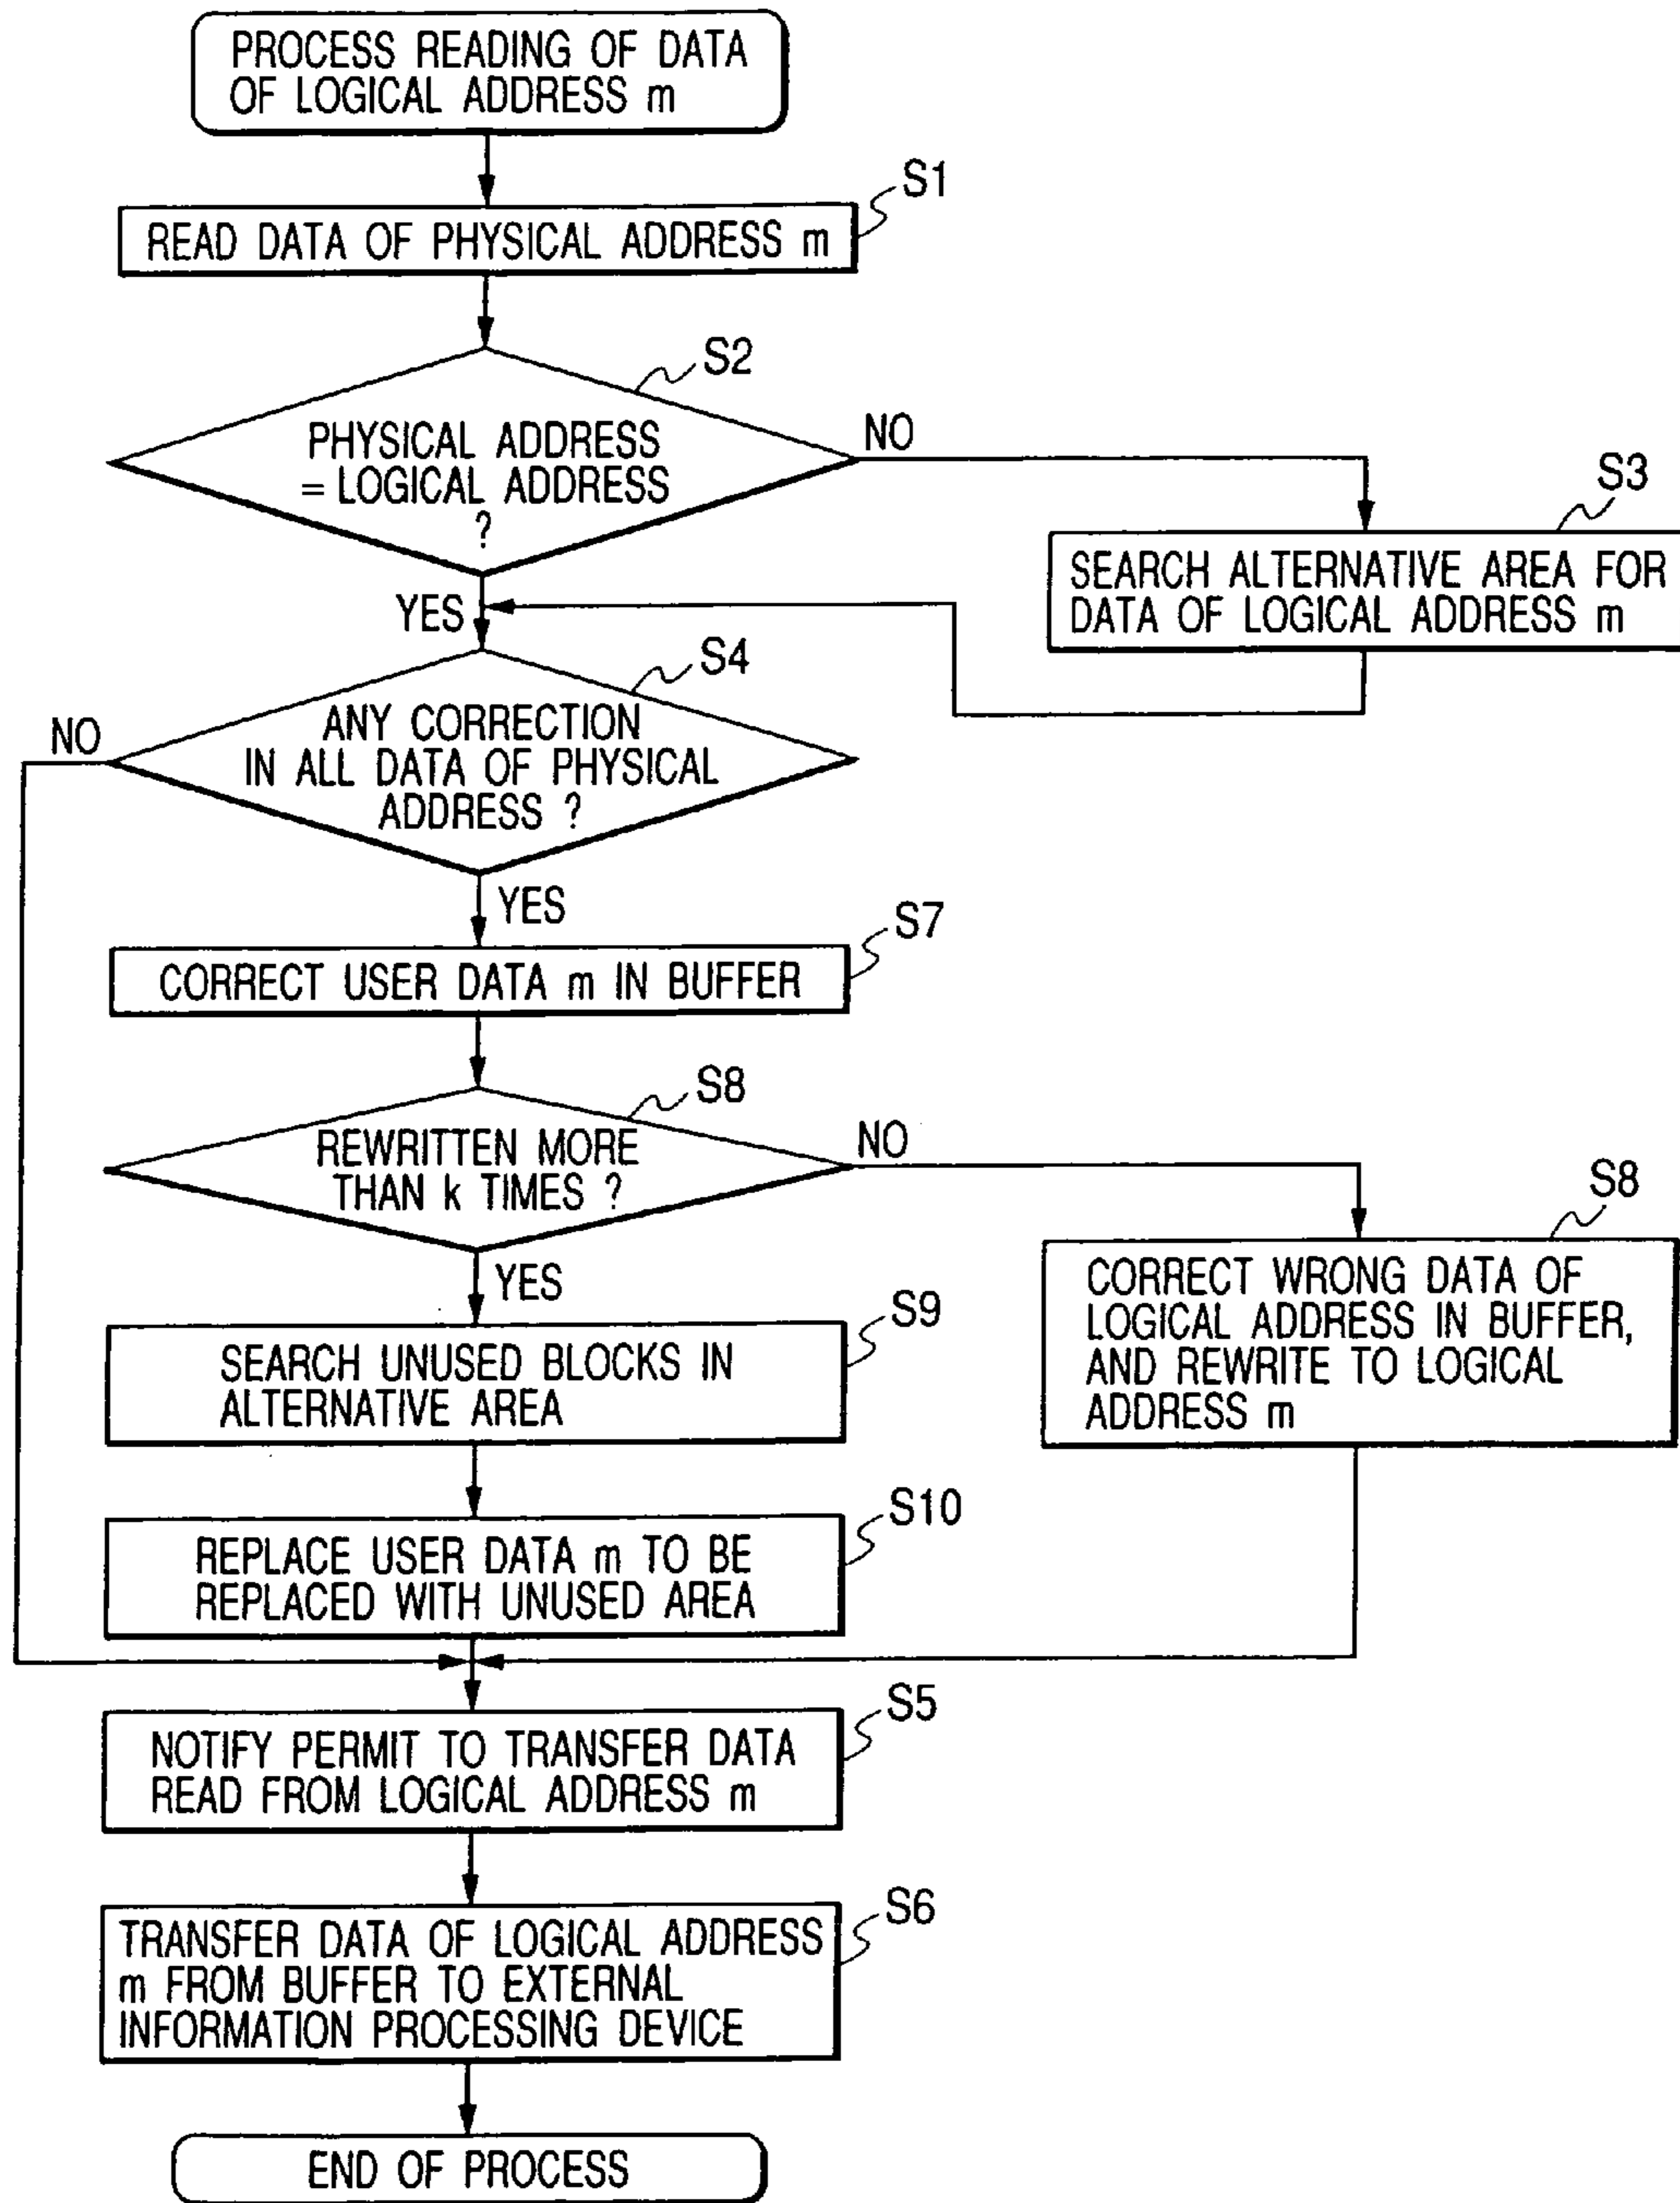 PROCESS READING OF DATA
OF LOGICAL ADDRESS m
S1
READ DATA OF PHYSICAL ADDRESS m
S2
PHYSICAL ADDRESS
= LOGICAL ADDRESS
?
NO
S3
SEARCH ALTERNATIVE AREA FOR
DATA OF LOGICAL ADDRESS m
YES
S4
ANY CORRECTION
IN ALL DATA OF PHYSICAL
ADDRESS ?
NO
YES
S7
CORRECT USER DATA m IN BUFFER
S8
REWRITTEN MORE
THAN k TIMES ?
NO
S8
CORRECT WRONG DATA OF
LOGICAL ADDRESS IN BUFFER,
AND REWRITE TO LOGICAL
ADDRESS m
YES
S9
SEARCH UNUSED BLOCKS IN
ALTERNATIVE AREA
S10
REPLACE USER DATA m TO BE
REPLACED WITH UNUSED AREA
S5
NOTIFY PERMIT TO TRANSFER DATA
READ FROM LOGICAL ADDRESS m
S6
TRANSFER DATA OF LOGICAL ADDRESS
m FROM BUFFER TO EXTERNAL
INFORMATION PROCESSING DEVICE
END OF PROCESS